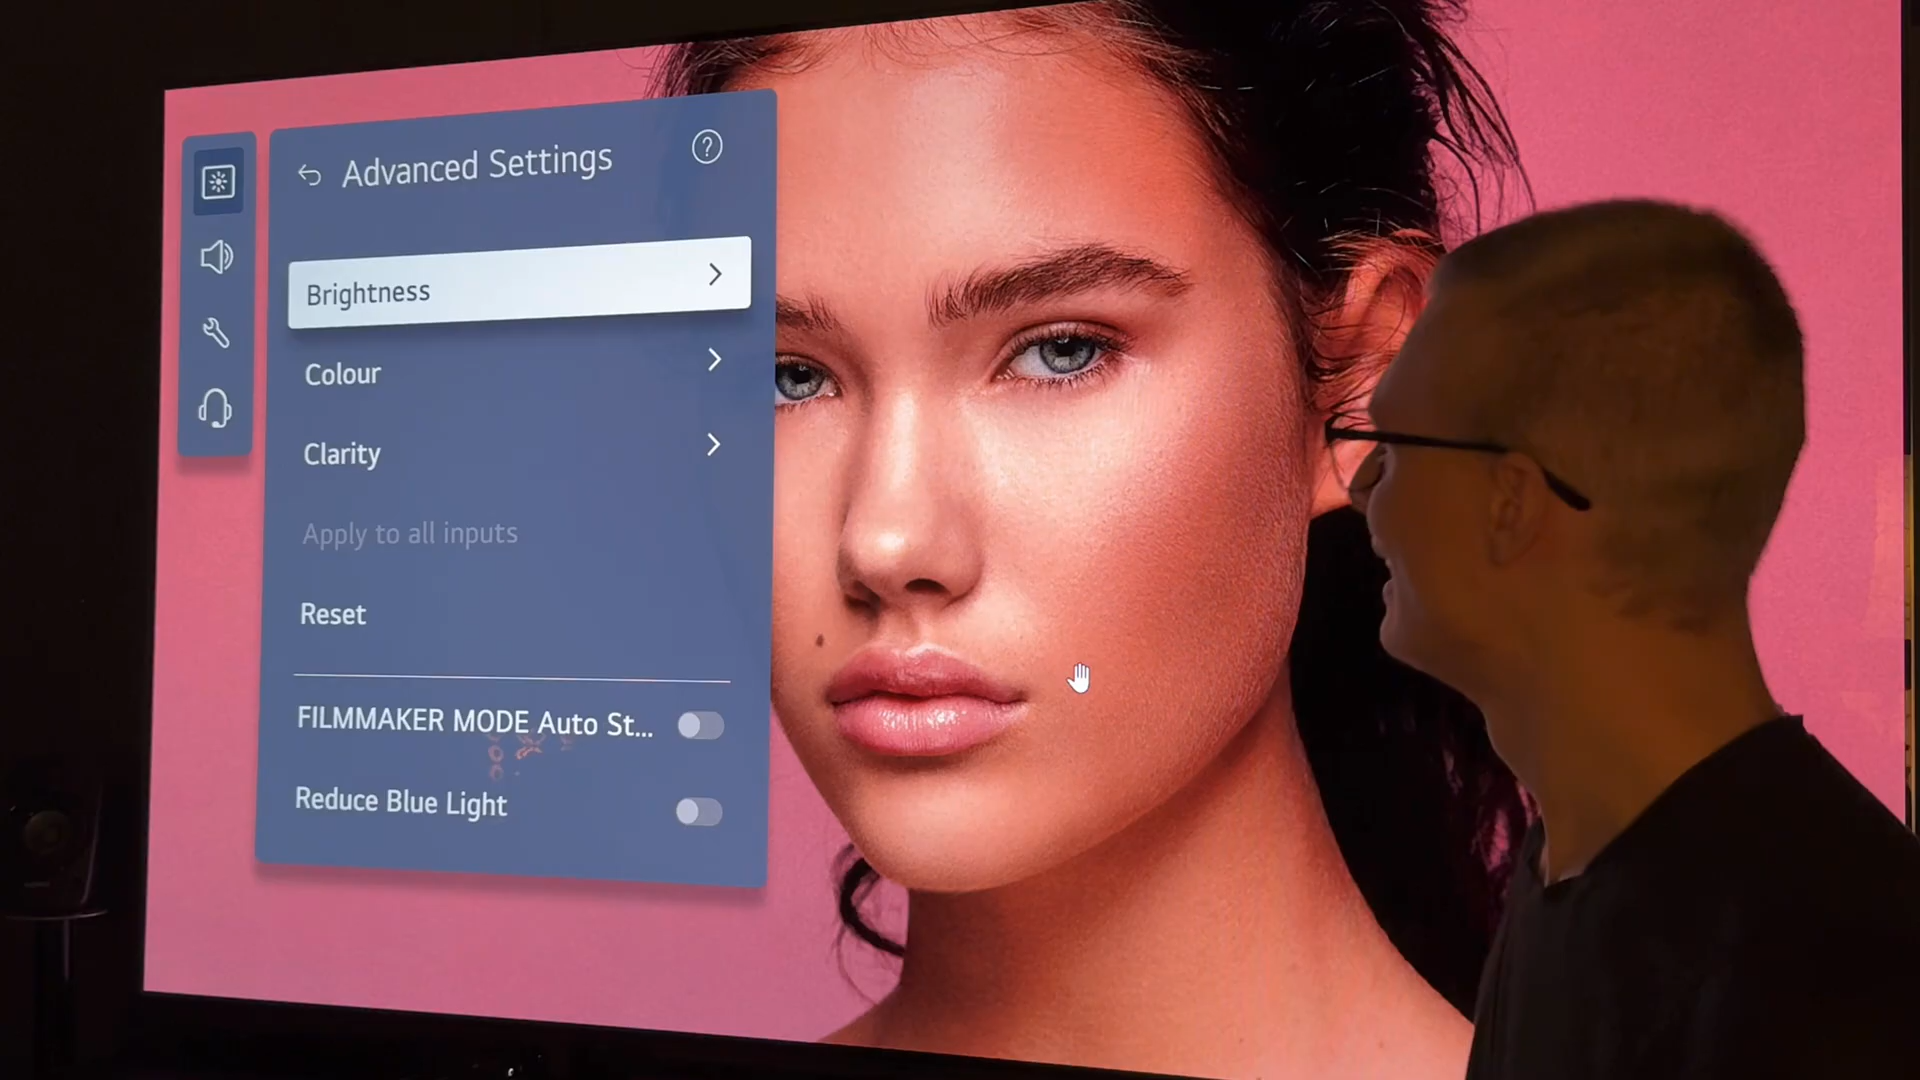 Advanced Settings
Brightness
Colour
Clarity
Apply to all inputs
Reset
FILMMAKER MODE Auto St...
Reduce Blue Light